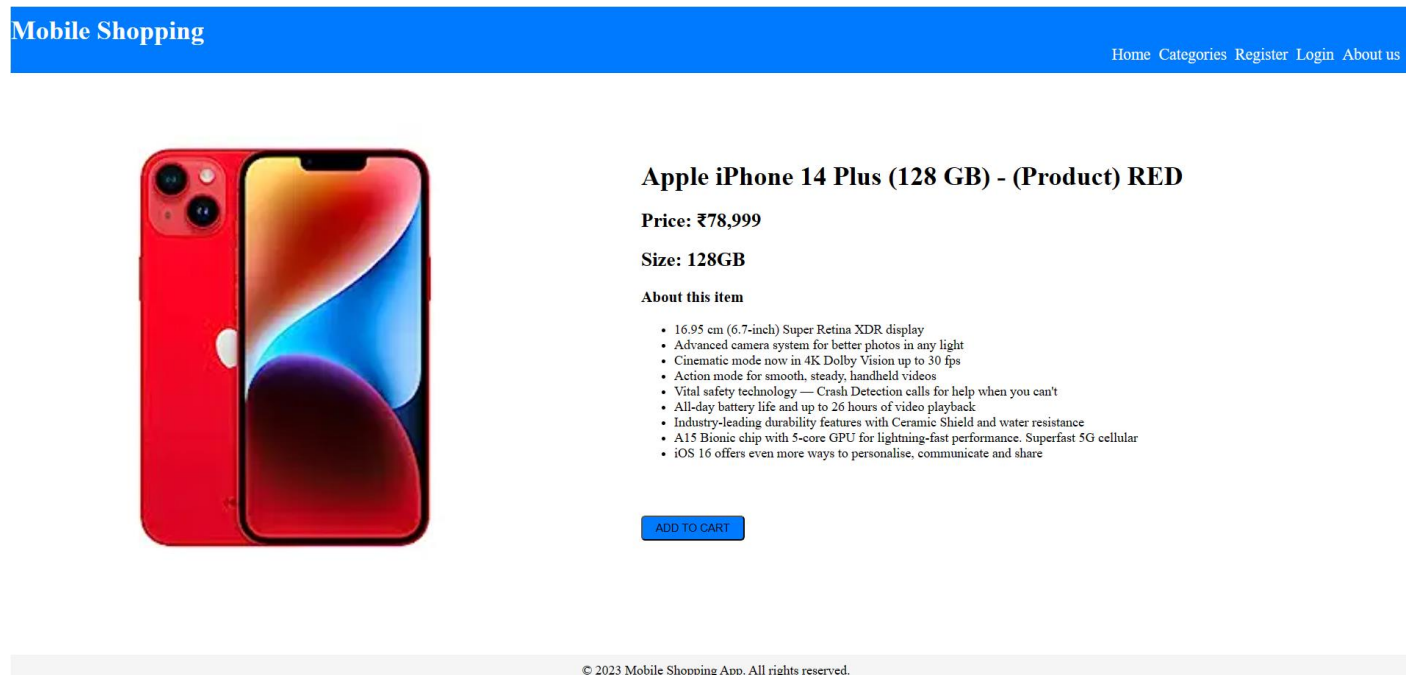 Mobile Shopping
Home Categories Register Login About us
Apple iPhone 14 Plus (128 GB) - (Product) RED
Price: ₹78,999
Size: 128GB
About this item
• 16.95 cm (6.7-inch) Super Retina XDR display
• Advanced camera system for better photos in any light
• Cinematic mode now in 4K Dolby Vision up to 30 fps
• Action mode for smooth, steady, handheld videos
• Vital safety technology — Crash Detection calls for help when you can't
• All-day battery life and up to 26 hours of video playback
• Industry-leading durability features with Ceramic Shield and water resistance
• A15 Bionic chip with 5-core GPU for lightning-fast performance. Superfast 5G cellular
• iOS 16 offers even more ways to personalise, communicate and share
ADD TO CART
© 2023 Mobile Shopping App. All rights reserved.